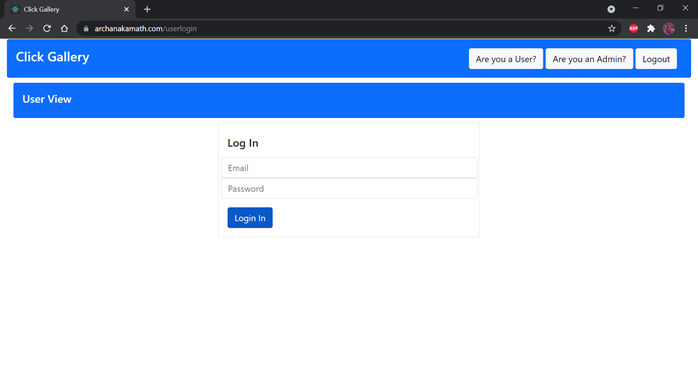 Click Gallery
archanakamath.com/userlogin
ABP
Click Gallery
Are you a User? Are you an Admin? Logout
User View
Log In
Email
Password
Login In